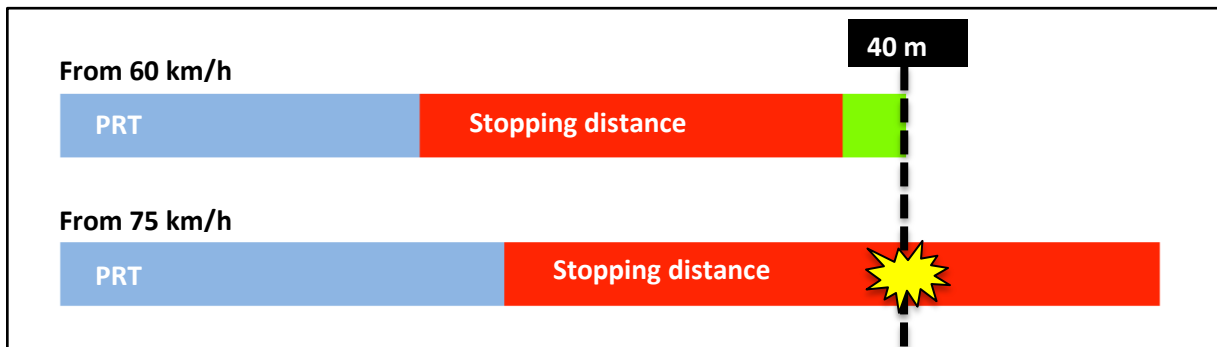 40 m
From 60 km/h
PRT Stopping distance
From 75 km/h
PRT Stopping distance